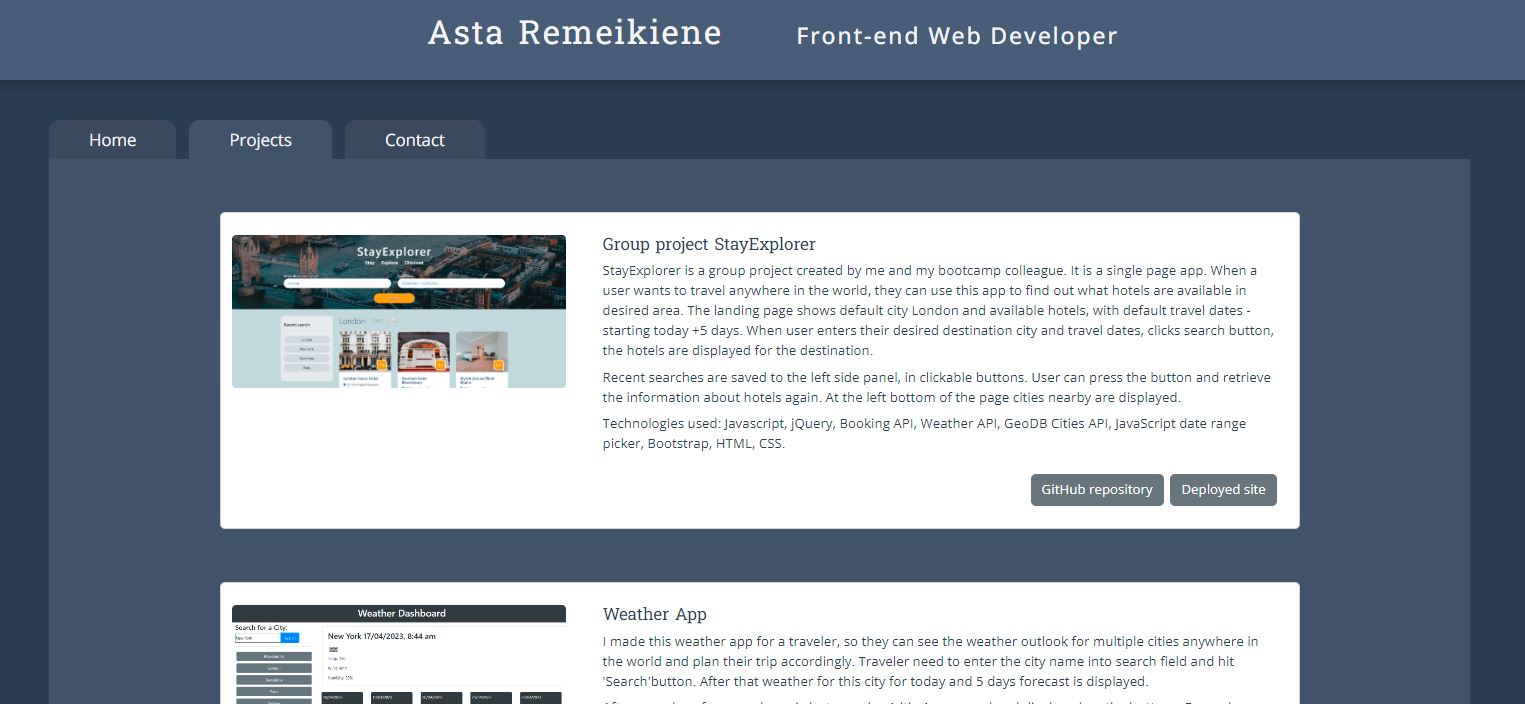 Asta Remeikiene Front-end Web Developer
Home Projects Contact
StayExplorer
Stay Explore Discover
Recent search
London
Group project StayExplorer
StayExplorer is a group project created by me and my bootcamp colleague. It is a single page app. When a
user wants to travel anywhere in the world, they can use this app to find out what hotels are available in
desired area. The landing page shows default city London and available hotels, with default travel dates -
starting today +5 days. When user enters their desired destination city and travel dates, clicks search button,
the hotels are displayed for the destination.
Recent searches are saved to the left side panel, in clickable buttons. User can press the button and retrieve
the information about hotels again. At the left bottom of the page cities nearby are displayed.
Technologies used: Javascript, jQuery, Booking API, Weather API, GeoDB Cities API, JavaScript date range
picker, Bootstrap, HTML, CSS.
GitHub repository Deployed site
Weather Dashboard
Search for a City:
New York 17/04/2023, 8:44 am
Manchester
London
Barcelona
Paris
Weather App
I made this weather app for a traveler, so they can see the weather outlook for multiple cities anywhere in
the world and plan their trip accordingly. Traveler need to enter the city name into search field and hit
'Search'button. After that weather for this city for today and 5 days forecast is displayed.